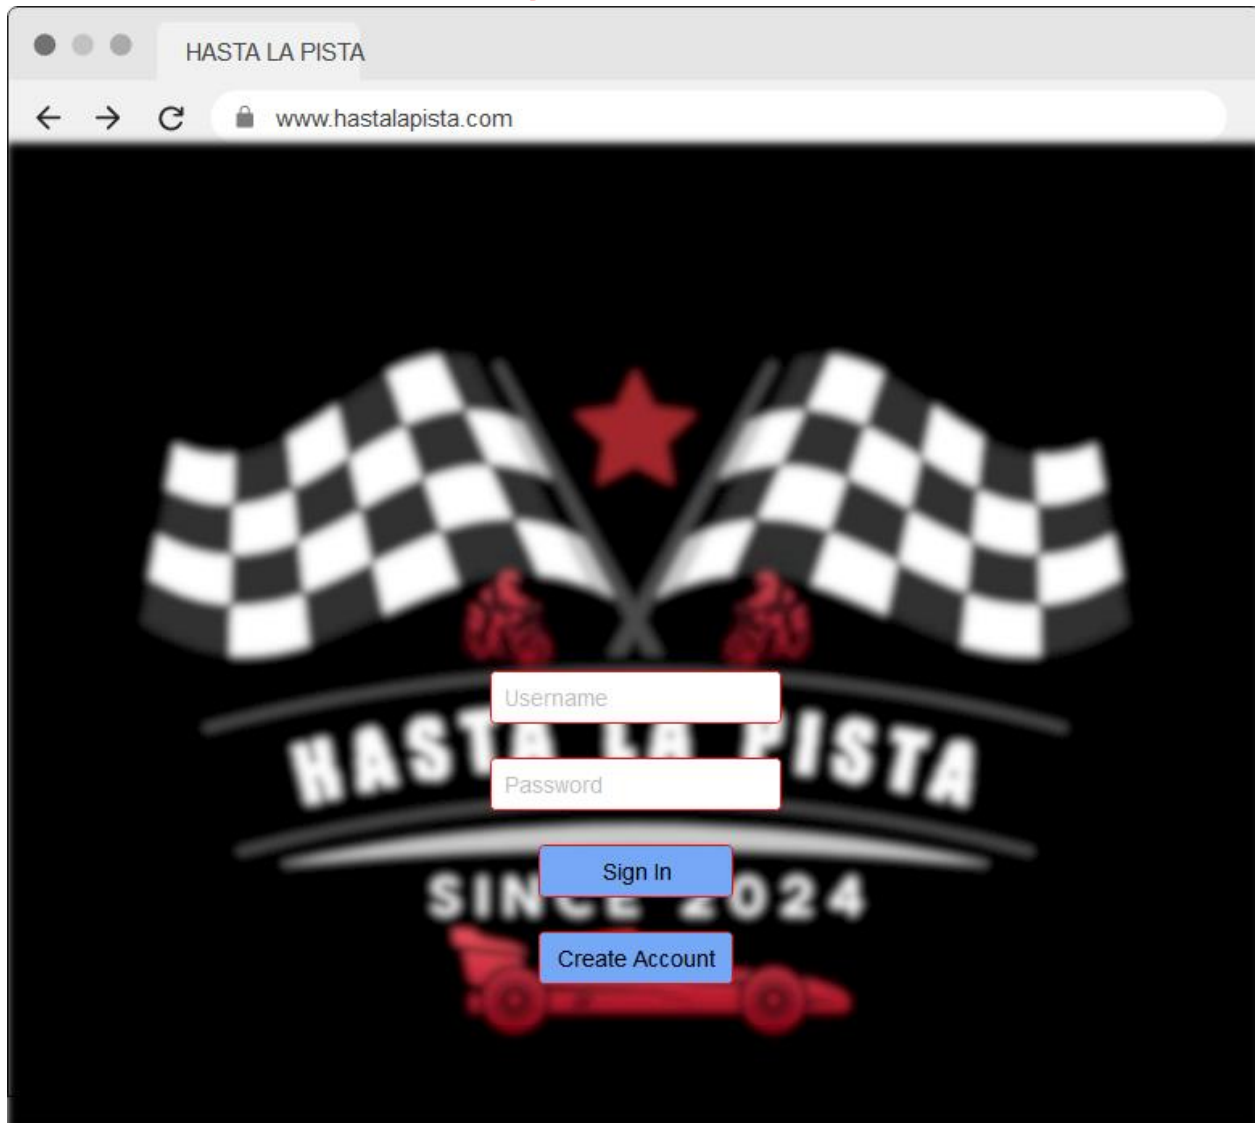 HASTA LA PISTA
www.hastalapista.com
Username
HASTA LA PISTA
Password
Sign In
SINCE 2024
Create Account